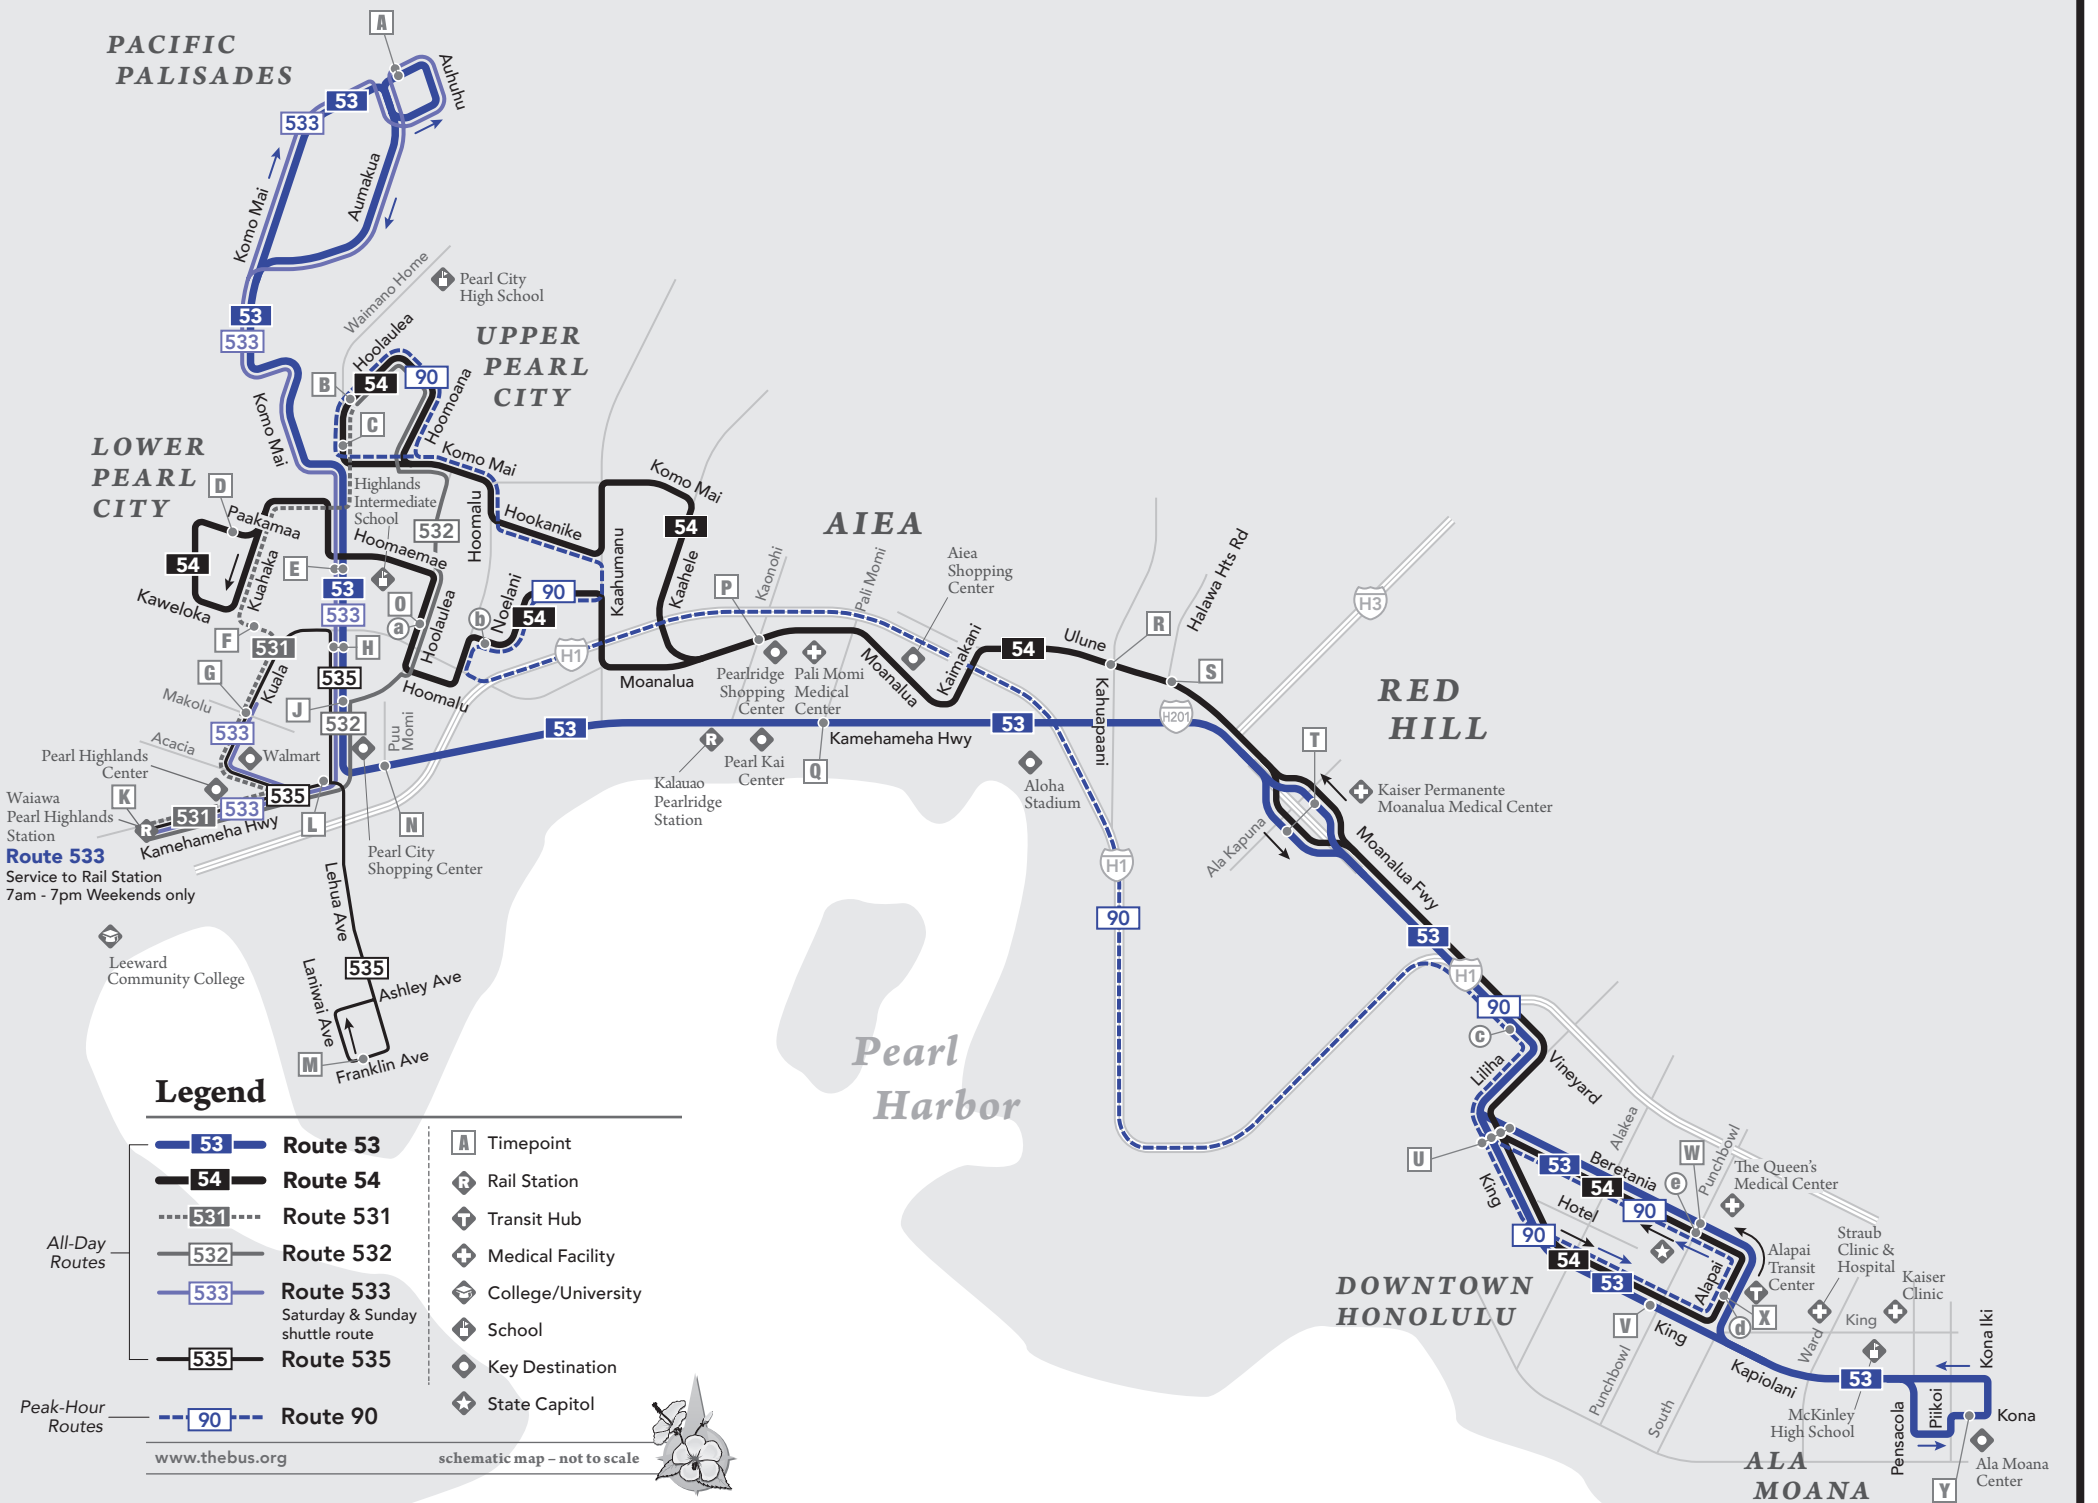 A
PACIFIC
PALISADES
Auhuhu
53
533
Aumakua
Komo Mai
Waimano Home
Pearl City
High School
53
533
Hoolaulea
UPPER
PEARL
CITY
B
54
90
Hoomoana
C
Komo Mai
LOWER
PEARL
CITY
Komo Mai
D
Highlands
Intermediate
School
Paakamaa
532
Hoomalu
Hookanike
Komo Mai
54
AIEA
Hoomaemae
54
E
Kuahaka
53
533
Kaweloka
O
a
Hoolaulea
b
Noelani
90
54
Kaahumanu
Kaahele
P
Kaonohi
Pali Momi
Aiea
Shopping
Center
Halawa Hts Rd
H3
F
531
H
G
Kuala
535
Makolu
J
Hoomalu
H1
Moanalua
Pearlridge
Shopping
Center
Pali Momi
Medical
Center
Moanalua
Kaimakani
54
Ulune
R
S
Kahuapaani
H201
RED
HILL
533
532
Puu
Momi
53
53
Kamehameha Hwy
Acacia
Walmart
Pearl Highlands
Center
Kalauao
Pearlridge
Station
Pearl Kai
Center
Q
Aloha
Stadium
T
Kaiser Permanente
Moanalua Medical Center
K
Waiawa
Pearl Highlands
Station
R
531
533
535
Kamehameha Hwy
L
N
Pearl City
Shopping Center
Route 533
Service to Rail Station
7am - 7pm Weekends only
Ala Kapuna
Moanalua Fwy
H1
90
53
H1
Lehua Ave
Leeward
Community College
535
Laniwai Ave
Ashley Ave
M
Franklin Ave
Pearl
Harbor
90
c
Liliha
Vineyard
U
Alakea
Punchbowl
W
The Queen's
Medical Center
53
Beretania
54
e
90
King
Hotel
90
54
53
Alapai
Alapai
Transit
Center
Straub
Clinic &
Hospital
Kaiser
Clinic
DOWNTOWN
HONOLULU
V
King
d
X
King
Ward
Kona Iki
Punchbowl
South
Kapiolani
53
McKinley
High School
Pensacola
Piikoi
Kona
Ala Moana
Center
ALA
MOANA
Y
Legend
53 Route 53
54 Route 54
531 Route 531
532 Route 532
533 Route 533
Saturday & Sunday
shuttle route
535 Route 535
All-Day
Routes
Peak-Hour
Routes
90 Route 90
A Timepoint
R Rail Station
T Transit Hub
Medical Facility
College/University
School
Key Destination
State Capitol
www.thebus.org
schematic map – not to scale